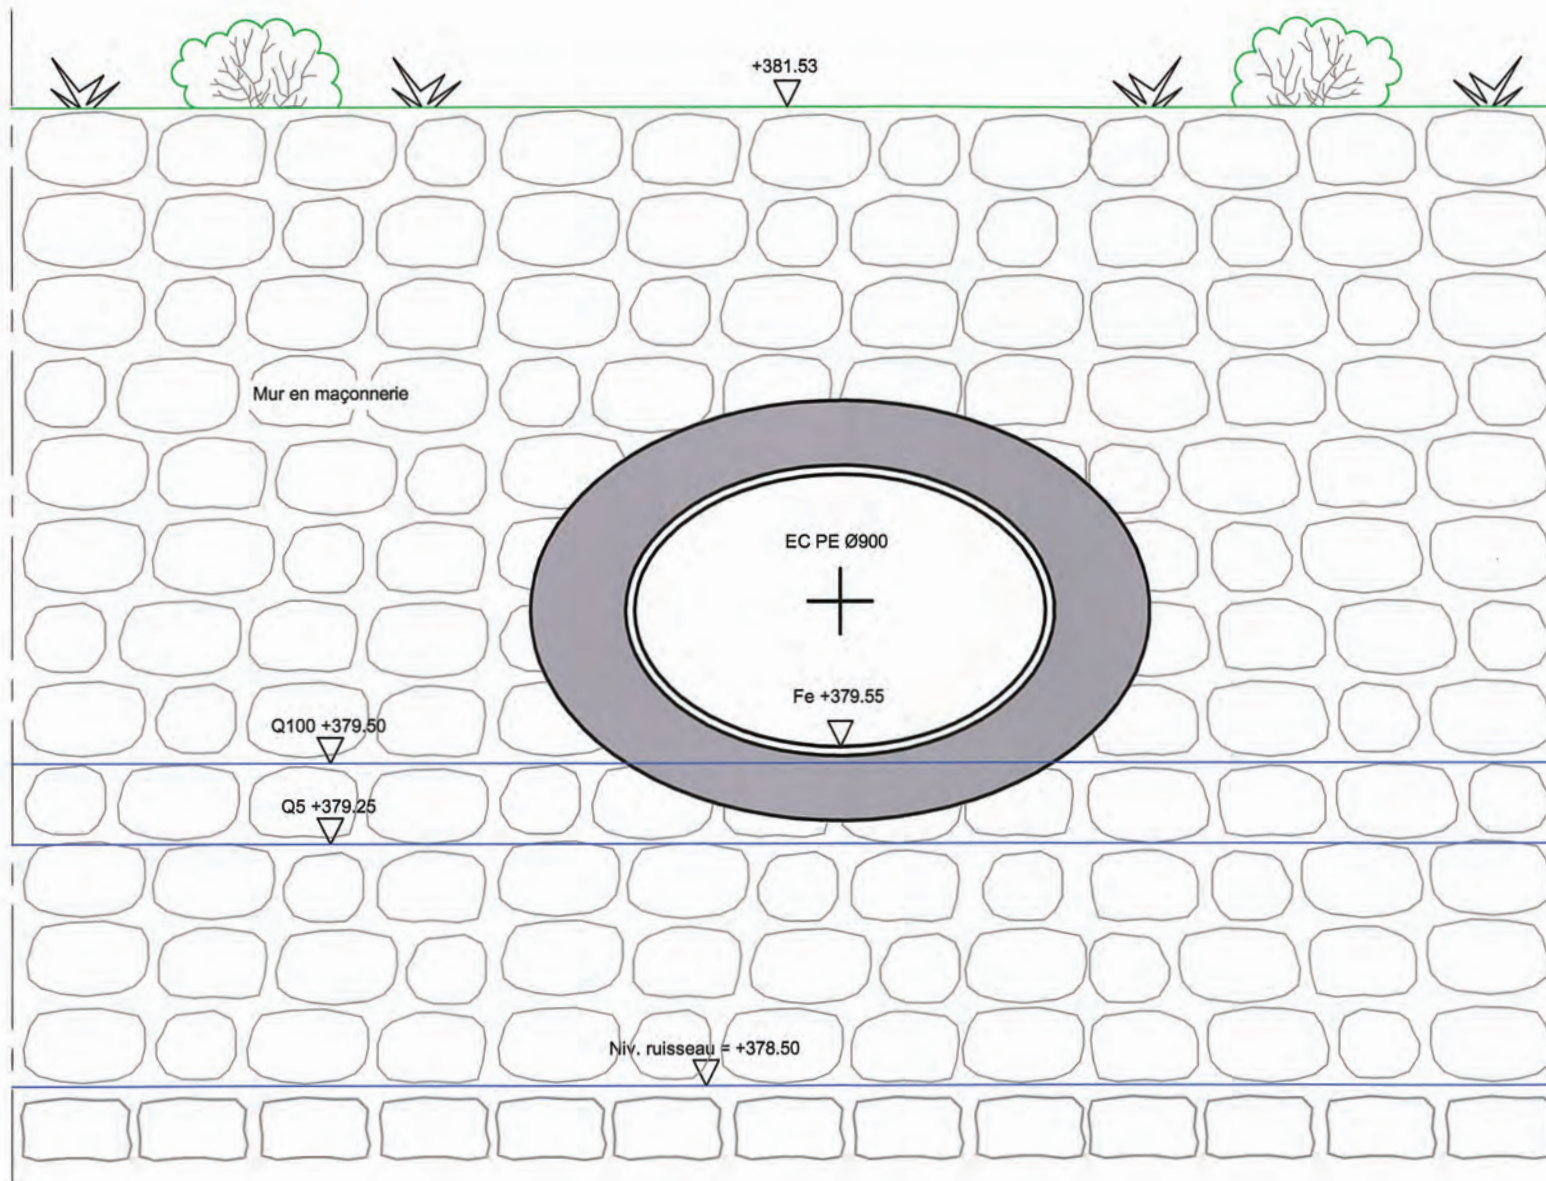 +381.53
Mur en maçonnerie
EC PE Ø900
Fe +379.55
Q100 +379.50
Q5 +379.25
Niv. ruisseau = +378.50